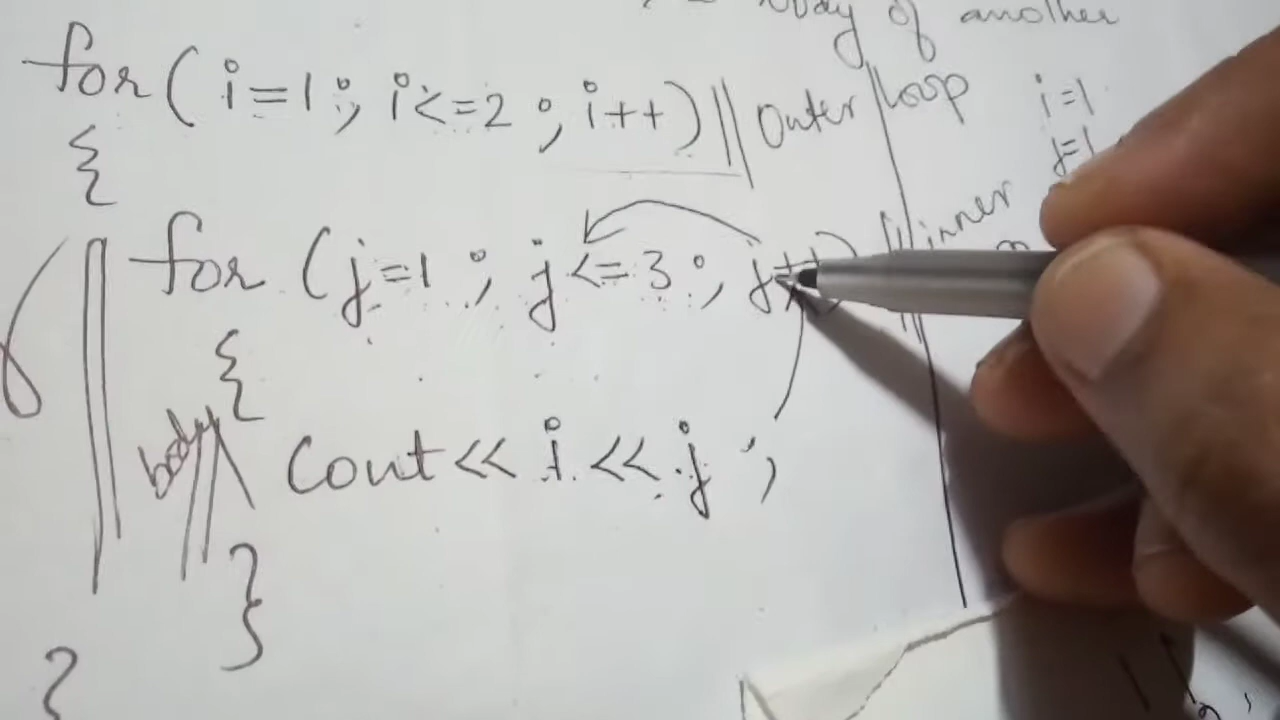 body of another
for ( i=1 ; i<=2 ; i++) || Outer loop
{
for ( j=1 ; j<=3 ; j++) || inner
{
body
Cout<< i << j ;
}
}
i=1
j=1